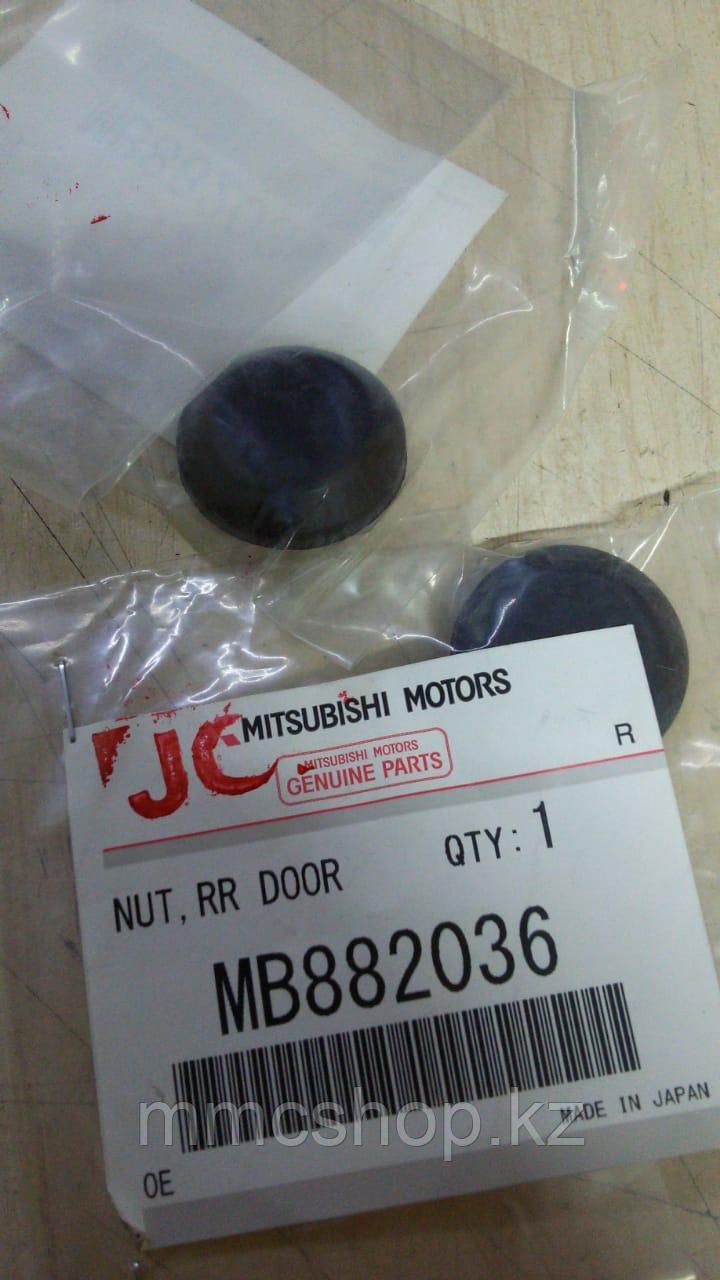 JC MITSUBISHI MOTORS
MITSUBISHI MOTORS
GENUINE PARTS
R
NUT, RR DOOR
QTY: 1
MB882036
mmcshop.kz
MADE IN JAPAN
OE